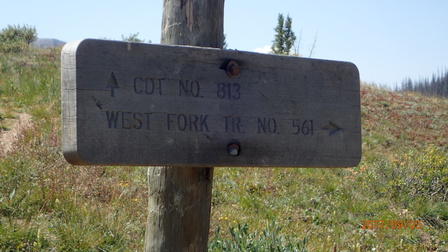 ↑ CDT NO. 813
WEST FORK TR. NO. 561 →